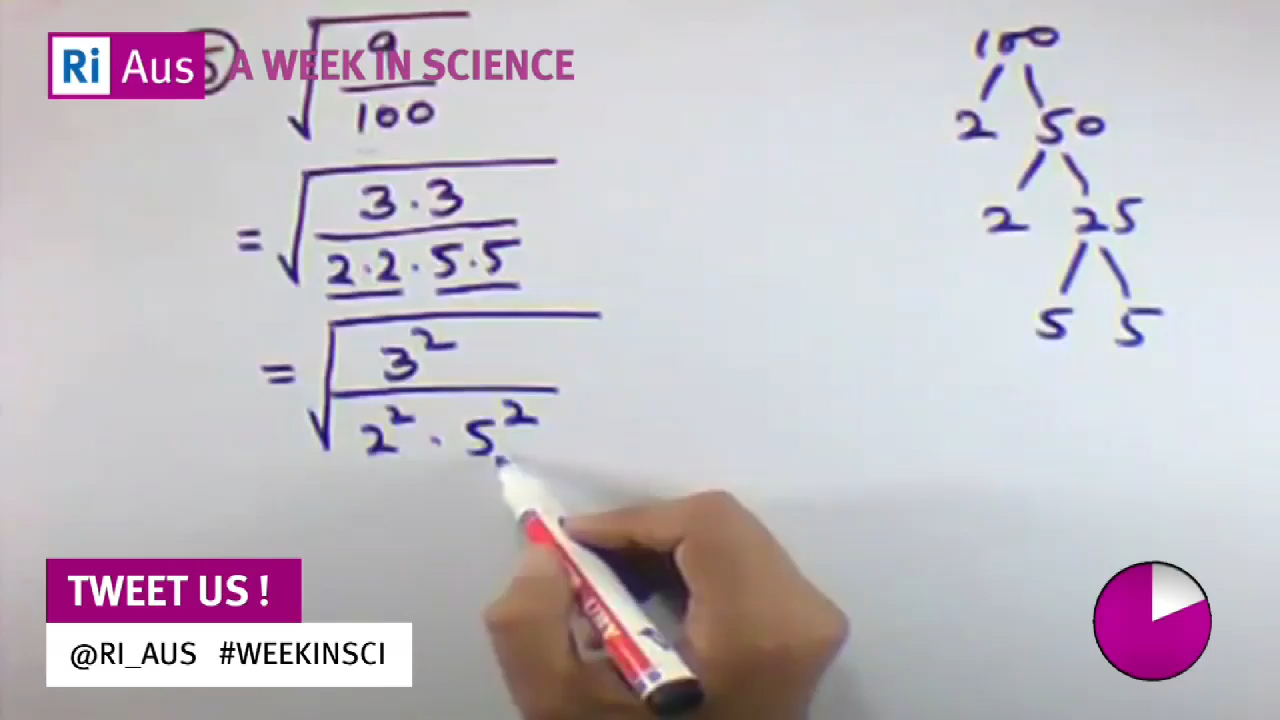 Ri Aus A WEEK IN SCIENCE
5
√(9/100)
= √(3·3/2·2·5·5)
= √(3²/2²·5²)
100
2 50
2 25
5 5
TWEET US !
@RI_AUS #WEEKINSCI